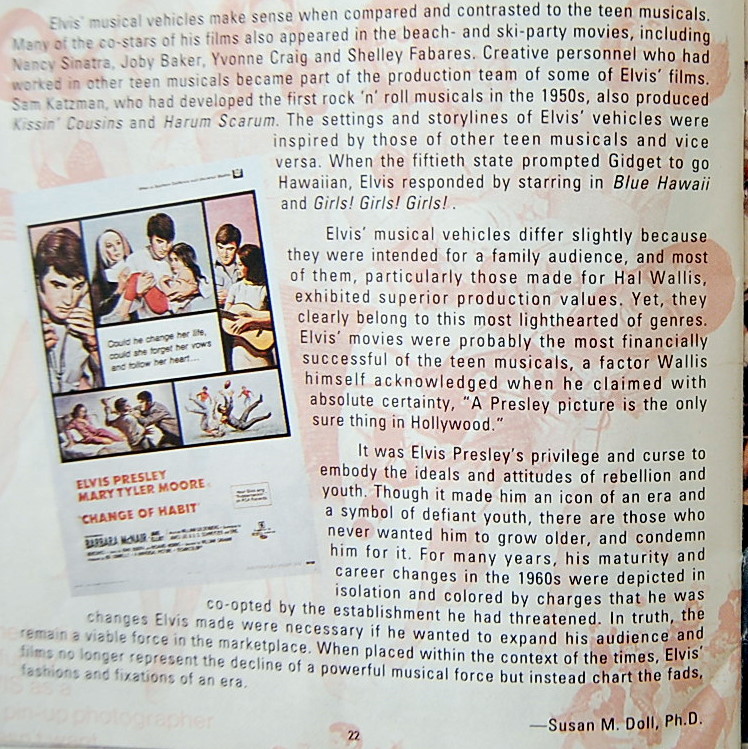 Elvis' musical vehicles make sense when compared and contrasted to the teen musicals.
Many of the co-stars of his films also appeared in the beach- and ski-party movies, including
Nancy Sinatra, Joby Baker, Yvonne Craig and Shelley Fabares. Creative personnel who had
worked in other teen musicals became part of the production team of some of Elvis' films.
Sam Katzman, who had developed the first rock 'n' roll musicals in the 1950s, also produced
Kissin' Cousins and Harum Scarum. The settings and storylines of Elvis' vehicles were
inspired by those of other teen musicals and vice
versa. When the fiftieth state prompted Gidget to go
Hawaiian, Elvis responded by starring in Blue Hawaii
and Girls! Girls! Girls! .
Elvis' musical vehicles differ slightly because
they were intended for a family audience, and most
of them, particularly those made for Hal Wallis,
exhibited superior production values. Yet, they
clearly belong to this most lighthearted of genres.
Elvis' movies were probably the most financially
successful of the teen musicals, a factor Wallis
himself acknowledged when he claimed with
absolute certainty, "A Presley picture is the only
sure thing in Hollywood."
It was Elvis Presley's privilege and curse to
embody the ideals and attitudes of rebellion and
youth. Though it made him an icon of an era and
a symbol of defiant youth, there are those who
never wanted him to grow older, and condemn
him for it. For many years, his maturity and
career changes in the 1960s were depicted in
isolation and colored by charges that he was
co-opted by the establishment he had threatened. In truth, the
changes Elvis made were necessary if he wanted to expand his audience and
remain a viable force in the marketplace. When placed within the context of the times, Elvis'
films no longer represent the decline of a powerful musical force but instead chart the fads,
fashions and fixations of an era.
—Susan M. Doll, Ph.D.
22
Could he change her life,
could she forget her vows
and follow her heart...
ELVIS PRESLEY
MARY TYLER MOORE
"CHANGE OF HABIT"
BARBARA McNAIR
pin-up photographer